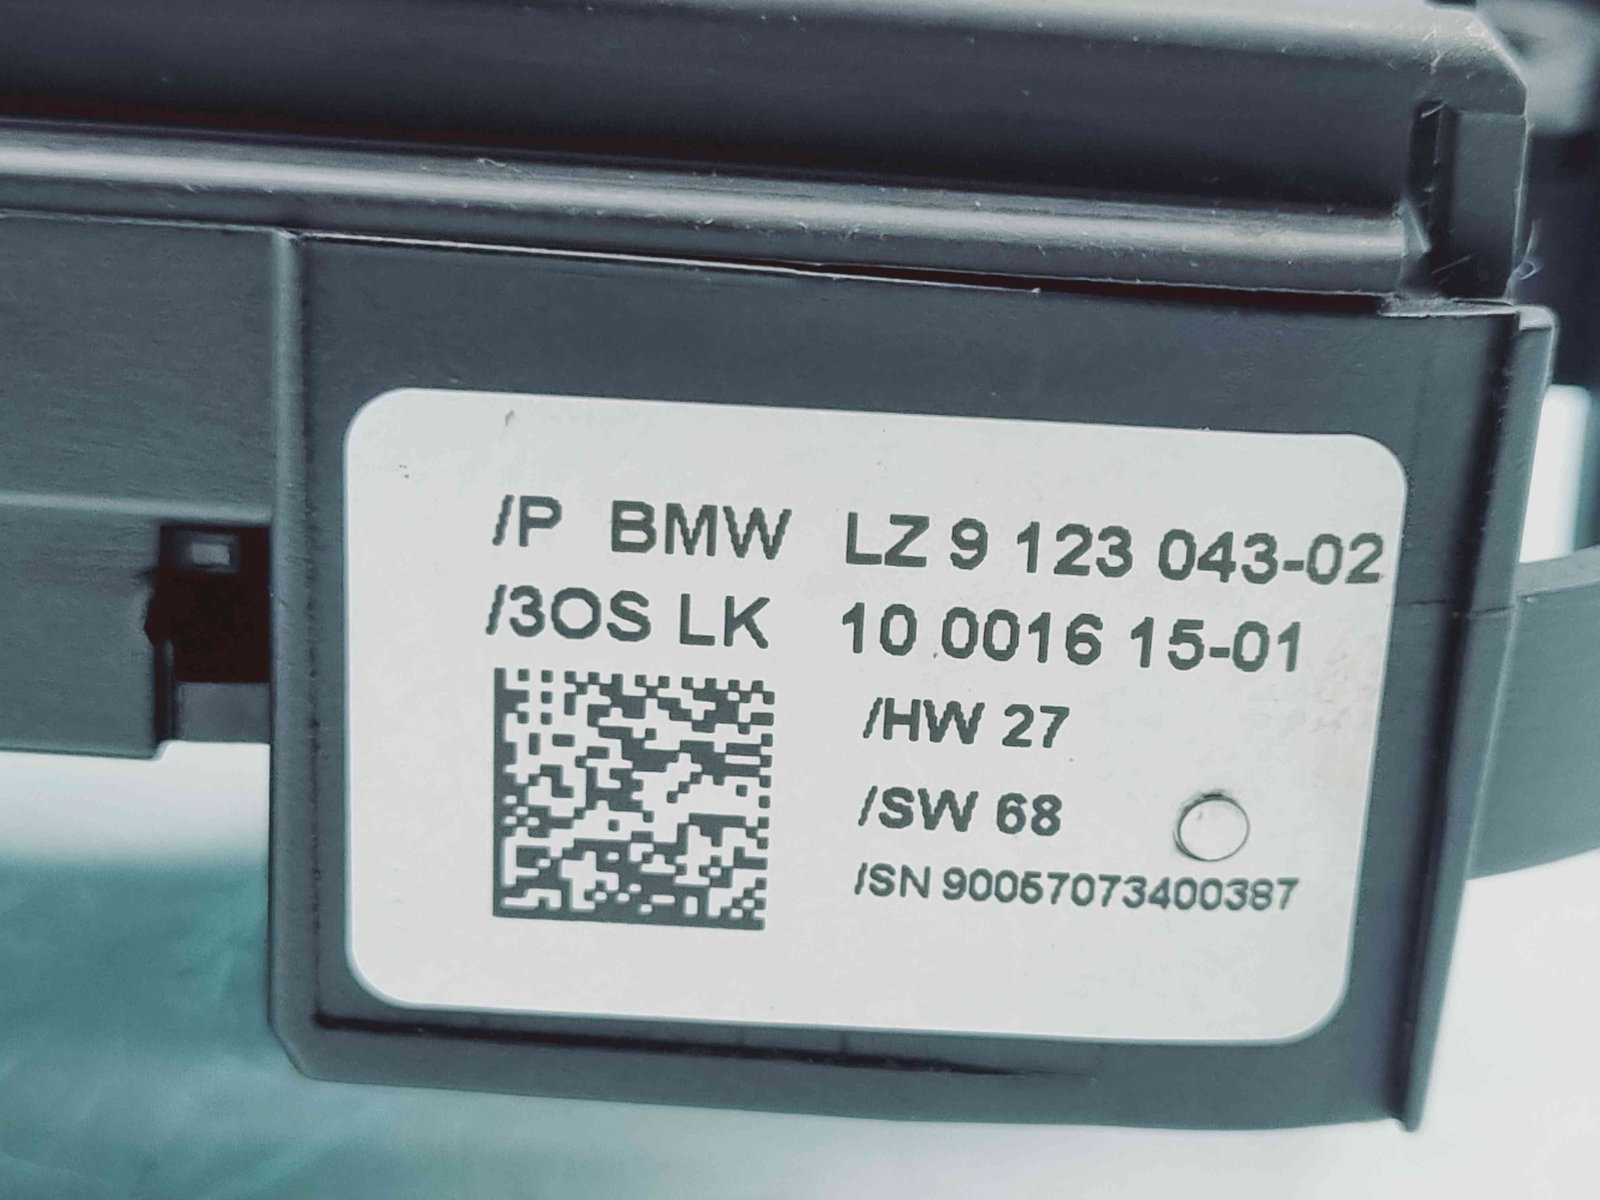 /P BMW LZ 9 123 043-02
/3OS LK 10 0016 15-01
/HW 27
/SW 68
/SN 90057073400387